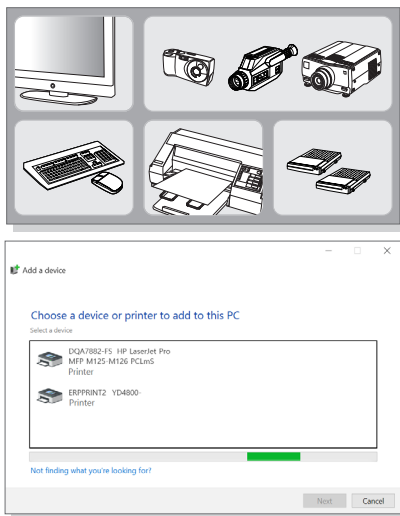 Add a device
Choose a device or printer to add to this PC
Select a device
DQA7882-F5 HP LaserJet Pro
MFP M125-M126 PCLmS
Printer
ERPPRINT2 YD4800-
Printer
Not finding what you're looking for?
Next
Cancel